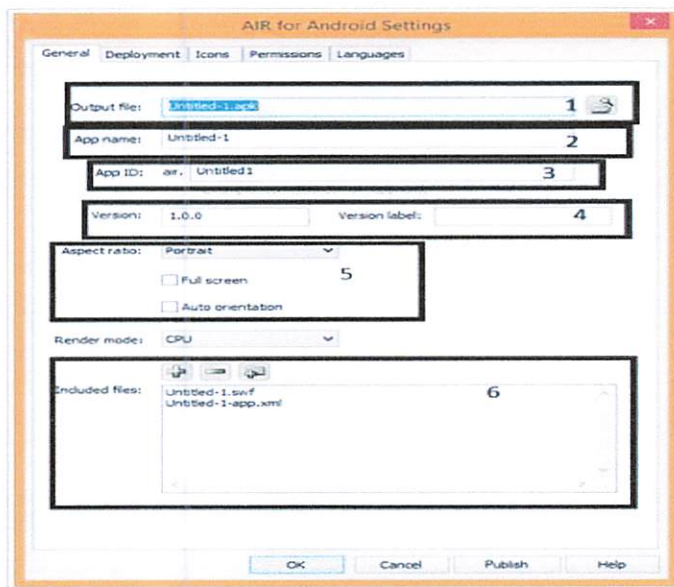 AIR for Android Settings
General Deployment Icons Permissions Languages
Output file: Untitled-1.apk 1
App name: Untitled-1 2
App ID: air. Untitled1 3
Version: 1.0.0 Version label: 4
Aspect ratio: Portrait
Full screen 5
Auto orientation
Render mode: CPU
Included files:
Untitled-1.swf 6
Untitled-1-app.xml
OK Cancel Publish Help